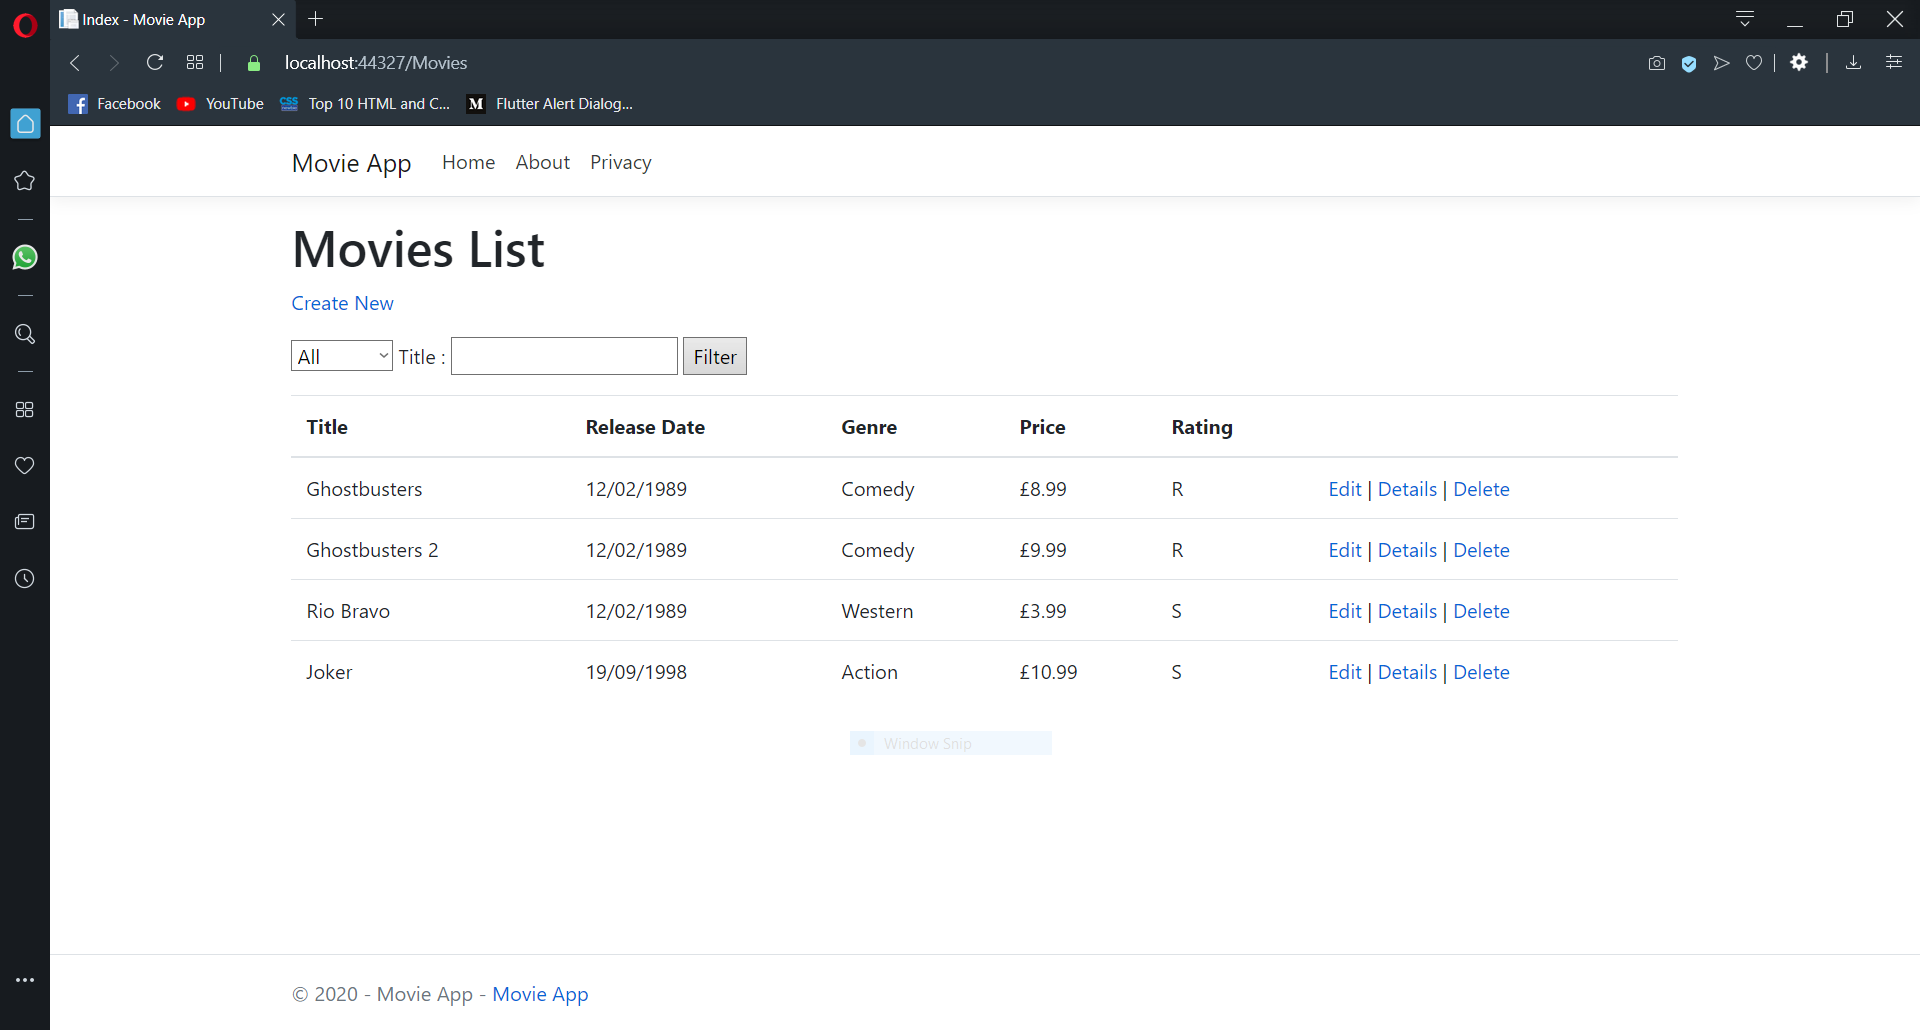 Index - Movie App
localhost:44327/Movies
Facebook YouTube CSS Top 10 HTML and C... M Flutter Alert Dialog...
Movie App Home About Privacy
Movies List
Create New
All Title : Filter
Title Release Date Genre Price Rating
Ghostbusters 12/02/1989 Comedy £8.99 R Edit | Details | Delete
Ghostbusters 2 12/02/1989 Comedy £9.99 R Edit | Details | Delete
Rio Bravo 12/02/1989 Western £3.99 S Edit | Details | Delete
Joker 19/09/1998 Action £10.99 S Edit | Details | Delete
Window Snip
© 2020 - Movie App - Movie App